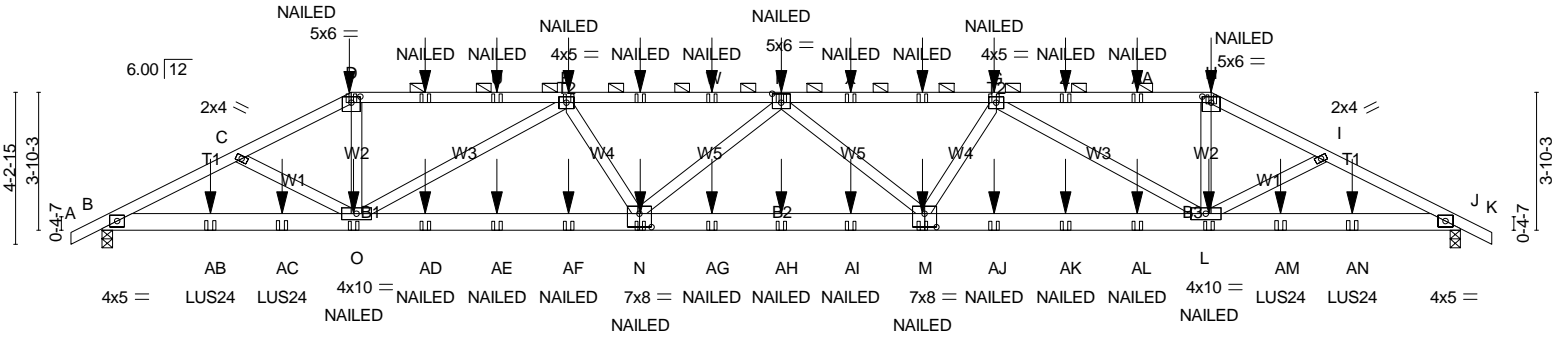 NAILED
5x6 =
NAILED
NAILED
NAILED
4x5 =
NAILED
NAILED
NAILED
5x6 =
NAILED
NAILED
NAILED
4x5 =
NAILED
NAILED
NAILED
5x6 =
6.00 12
2x4
2x4
C
I
T1
T1
W1
W2
W3
W4
W5
W5
W4
W3
W2
W1
4-2-15
3-10-3
0-4-7
3-10-3
0-4-7
A B
B1
B2
B3
J K
O
L
AB AC AD AE AF N AG AH AI M AJ AK AL AM AN
4x5 = LUS24 LUS24 4x10 = NAILED NAILED NAILED 7x8 = NAILED NAILED NAILED 7x8 = NAILED NAILED NAILED 4x10 = LUS24 LUS24 4x5 =
NAILED NAILED NAILED NAILED